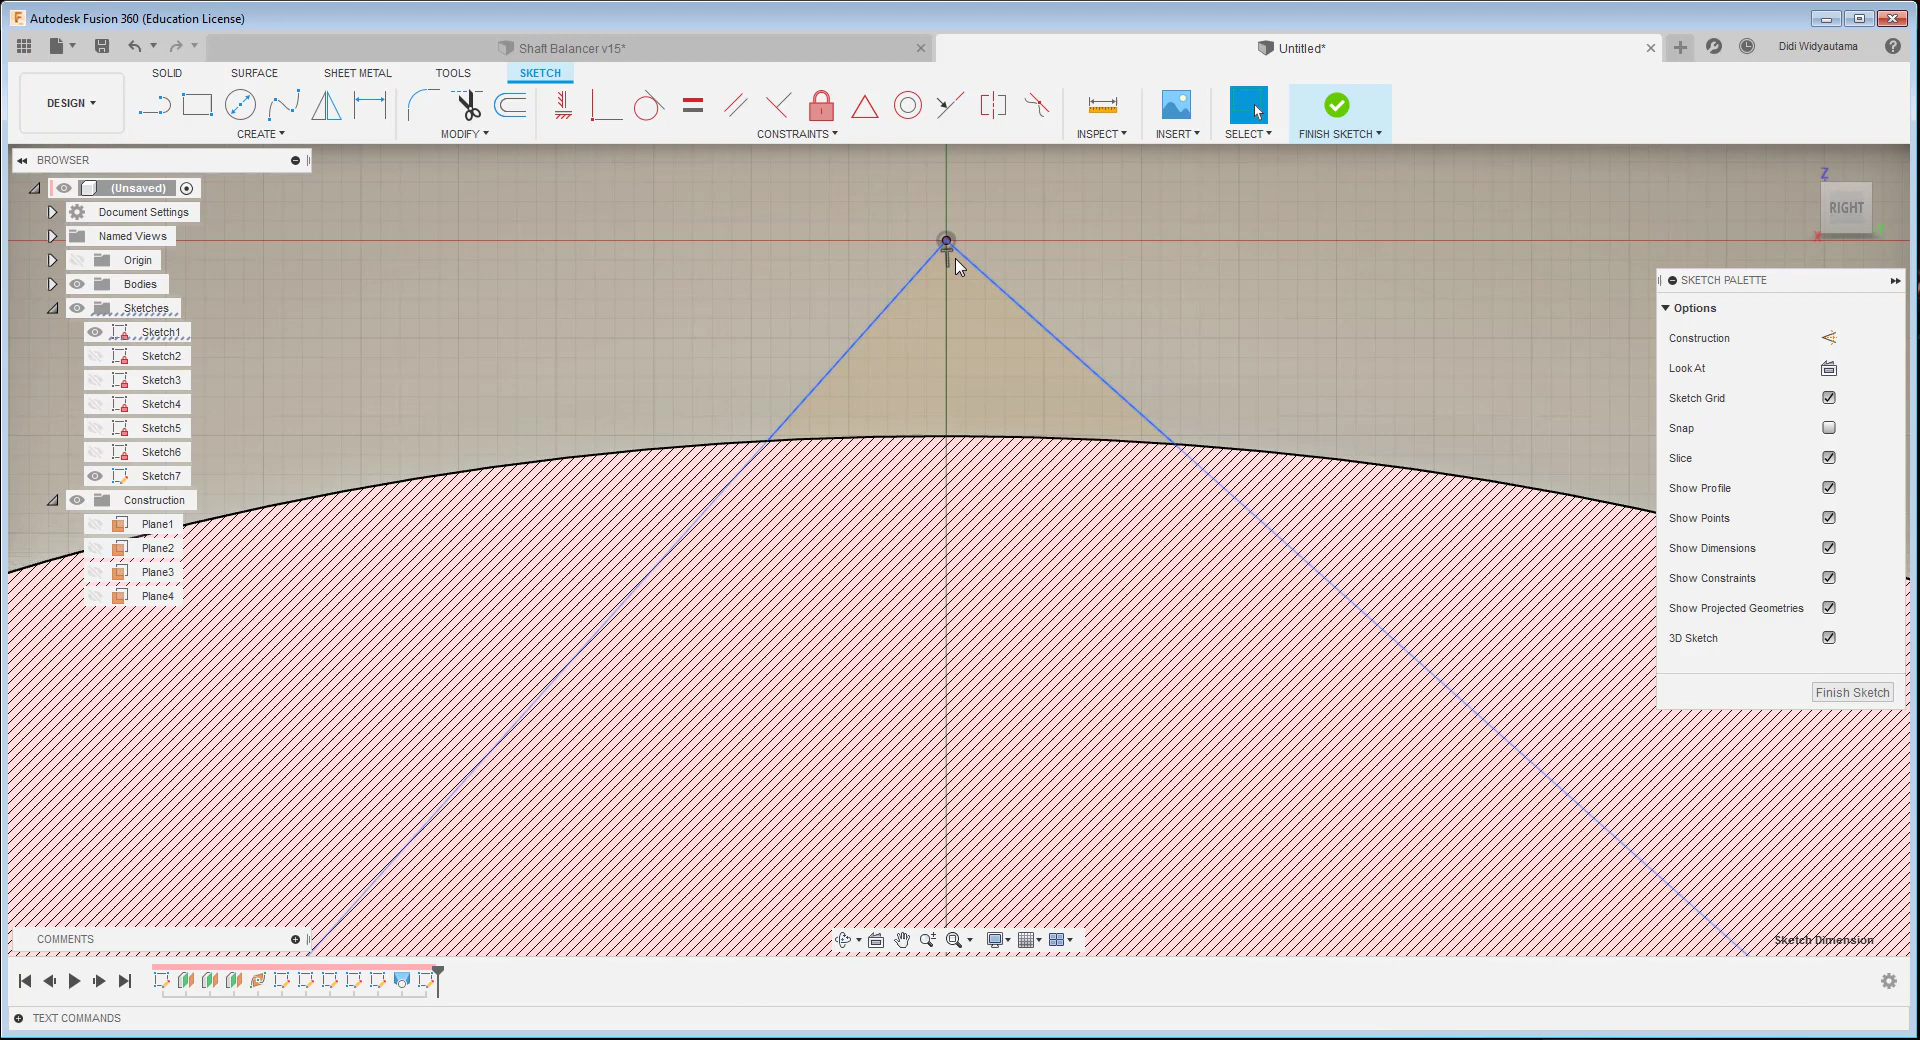 Autodesk Fusion 360 (Education License)
Shaft Balancer v15*
Untitled*
Didi Widyautama
SOLID
SURFACE
SHEET METAL
TOOLS
SKETCH
DESIGN
CREATE
MODIFY
CONSTRAINTS
INSPECT
INSERT
SELECT
FINISH SKETCH
BROWSER
(Unsaved)
Document Settings
Named Views
Origin
Bodies
Sketches
Sketch1
Sketch2
Sketch3
Sketch4
Sketch5
Sketch6
Sketch7
Construction
Plane1
Plane2
Plane3
Plane4
Z
RIGHT
X
SKETCH PALETTE
Options
Construction
Look At
Sketch Grid
Snap
Slice
Show Profile
Show Points
Show Dimensions
Show Constraints
Show Projected Geometries
3D Sketch
Finish Sketch
COMMENTS
Sketch Dimension
TEXT COMMANDS